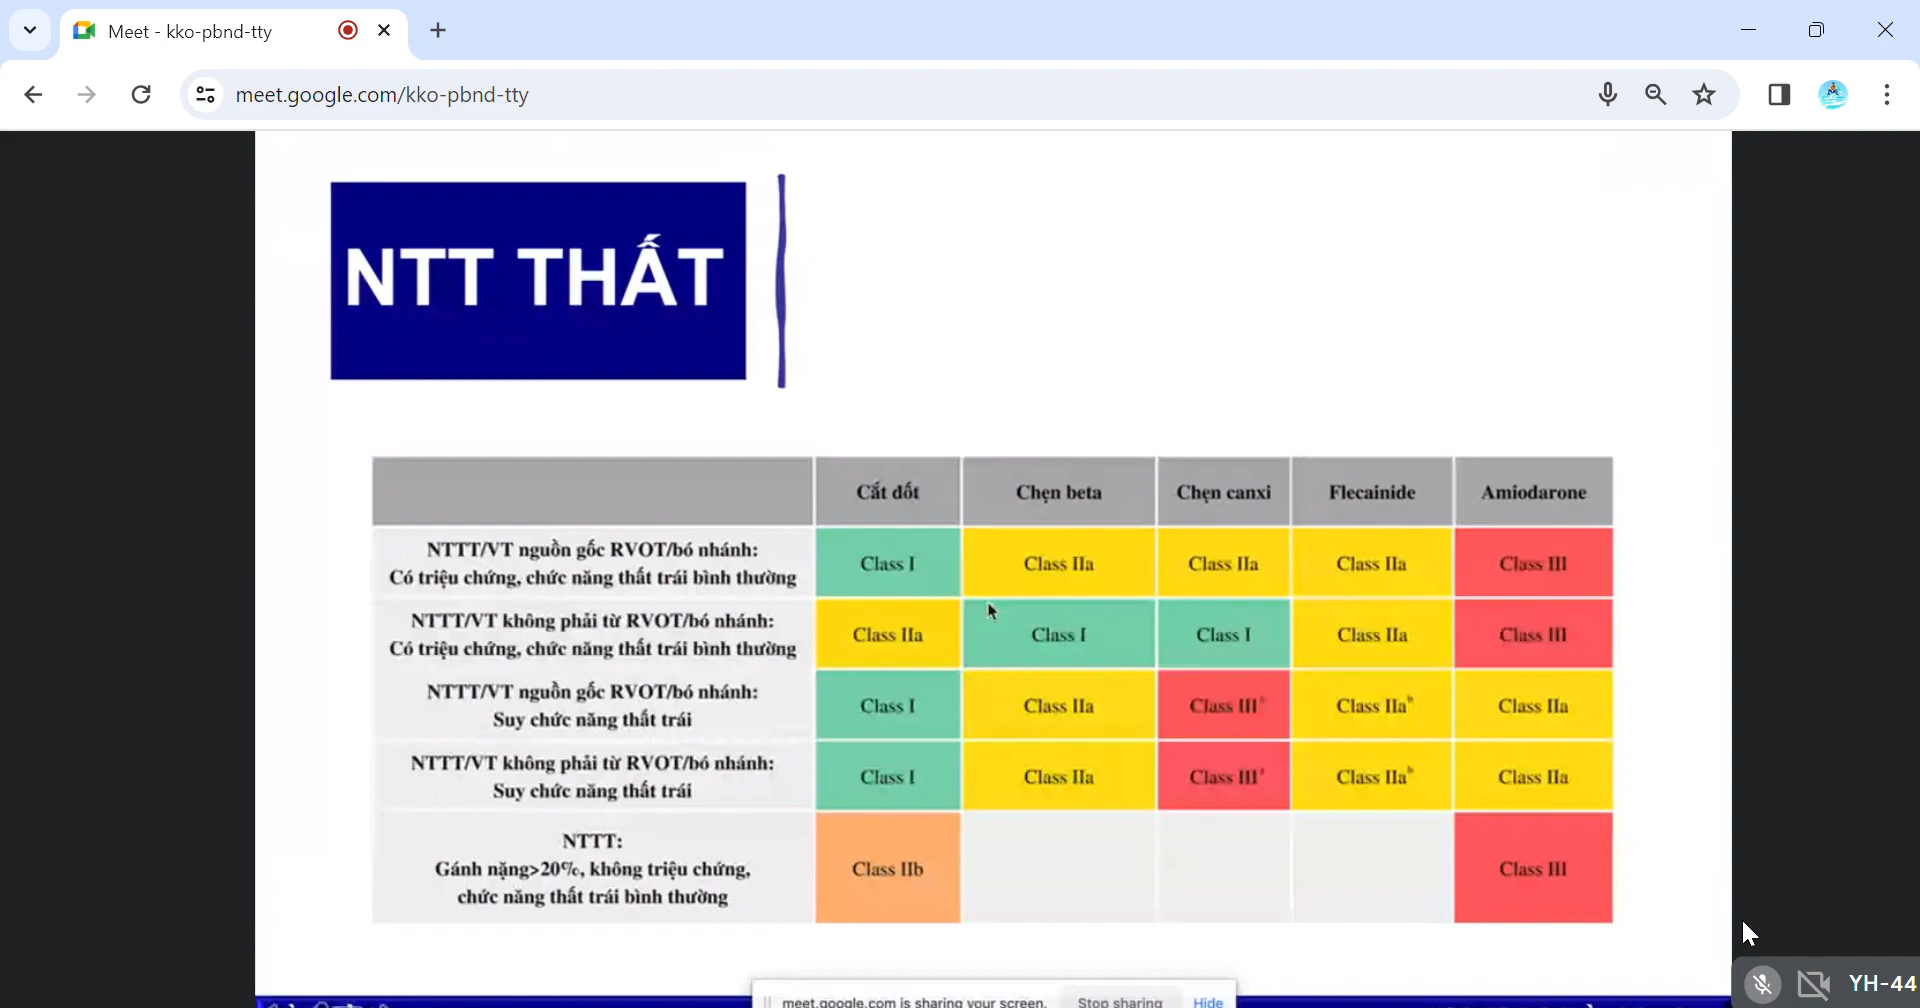 Meet - kko-pbnd-tty
meet.google.com/kko-pbnd-tty
NTT THẤT
Cắt đốt Chẹn beta Chẹn canxi Flecainide Amiodarone
NTTT/VT nguồn gốc RVOT/bó nhánh:
Có triệu chứng, chức năng thất trái bình thường
Class I Class IIa Class IIa Class IIa Class III
NTTT/VT không phải từ RVOT/bó nhánh:
Có triệu chứng, chức năng thất trái bình thường
Class IIa Class I Class I Class IIa Class III
NTTT/VT nguồn gốc RVOT/bó nhánh:
Suy chức năng thất trái
Class I Class IIa Class III Class IIa Class IIa
NTTT/VT không phải từ RVOT/bó nhánh:
Suy chức năng thất trái
Class I Class IIa Class III Class IIa Class IIa
NTTT:
Gánh nặng>20%, không triệu chứng,
chức năng thất trái bình thường
Class IIb Class III
meet.google.com is sharing your screen. Stop sharing Hide
YH-44